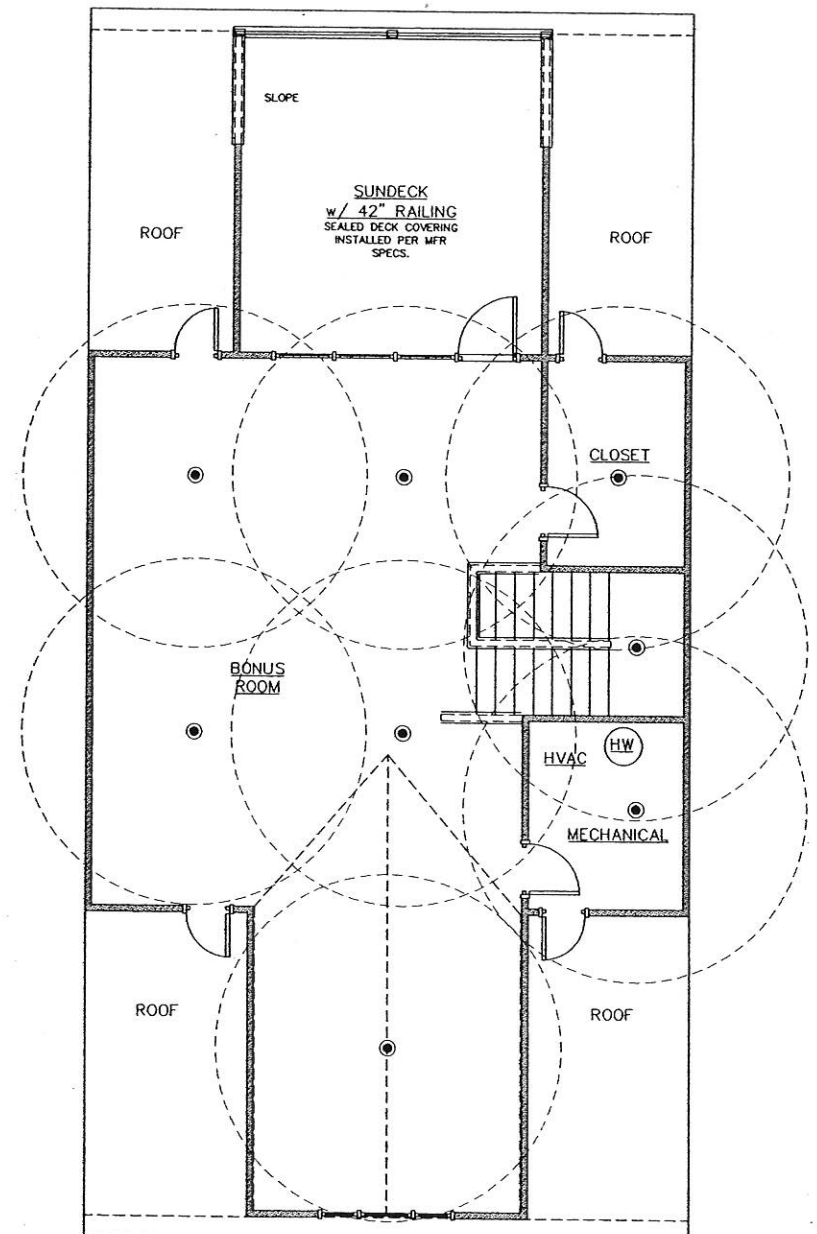 SLOPE
SUNDECK
w/ 42" RAILING
SEALED DECK COVERING
INSTALLED PER MFR
SPECS.
ROOF
ROOF
CLOSET
BONUS
ROOM
HVAC
HW
MECHANICAL
ROOF
ROOF